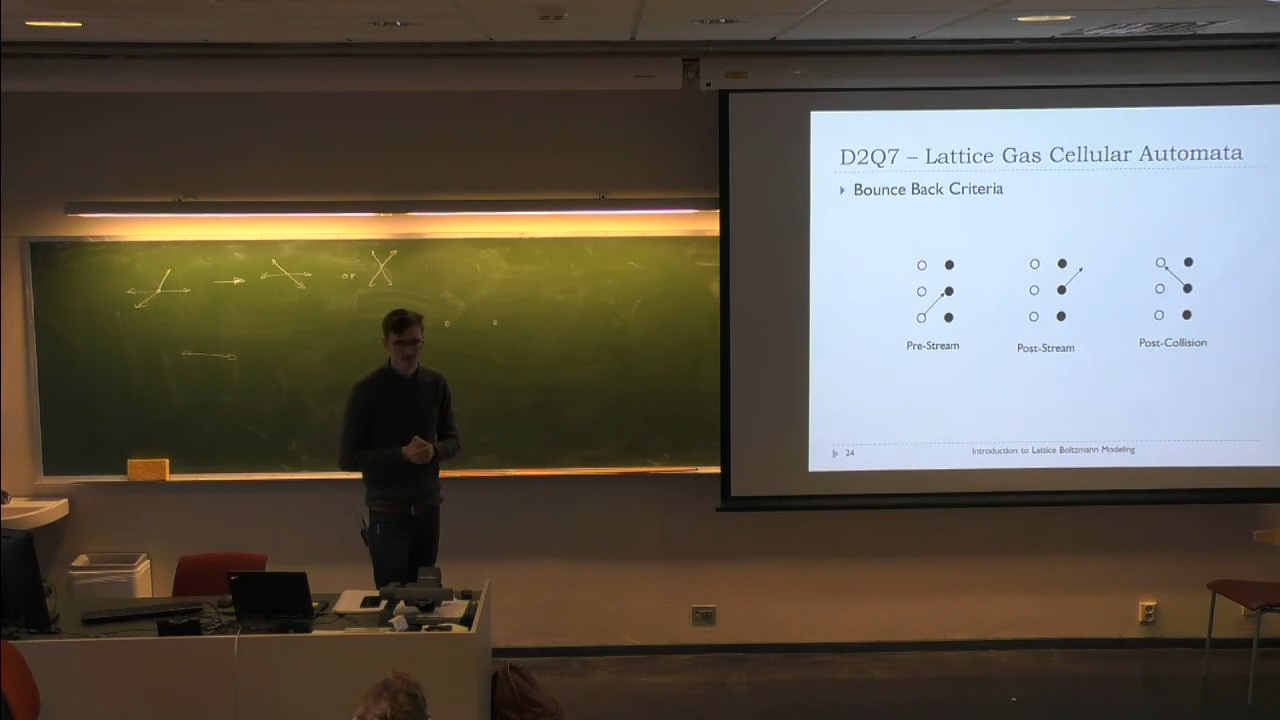 or
D2Q7 – Lattice Gas Cellular Automata
Bounce Back Criteria
Pre-Stream
Post-Stream
Post-Collision
24
Introduction to Lattice Boltzmann Modeling